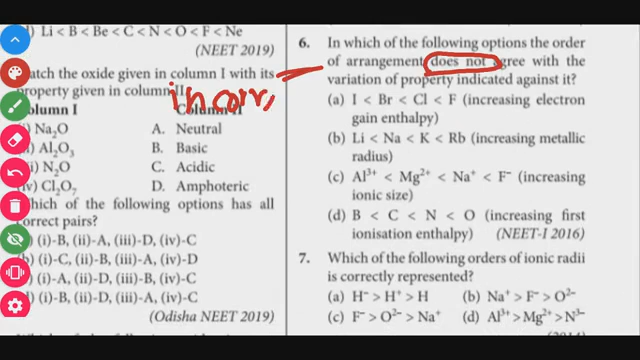 Li < B < Be < C < N < O < F < Ne
(NEET 2019)
atch the oxide given in column I with its
property given in column II.
incorr,
olumn I Column II
Na₂O A. Neutral
) Al₂O₃ B. Basic
i) N₂O C. Acidic
v) Cl₂O₇ D. Amphoteric
hich of the following options has all
orrect pairs?
(i)-B, (ii)-A, (iii)-D, (iv)-C
(i)-C, (ii)-B, (iii)-A, (iv)-D
(i)-A, (ii)-D, (iii)-B, (iv)-C
(i)-B, (ii)-D, (iii)-A, (iv)-C
(Odisha NEET 2019)
6. In which of the following options the order
of arrangement does not agree with the
variation of property indicated against it?
(a) I < Br < Cl < F (increasing electron
gain enthalpy)
(b) Li < Na < K < Rb (increasing metallic
radius)
(c) Al³⁺ < Mg²⁺ < Na⁺ < F⁻ (increasing
ionic size)
(d) B < C < N < O (increasing first
ionisation enthalpy) (NEET-I 2016)
7. Which of the following orders of ionic radii
is correctly represented?
(a) H⁻ > H⁺ > H (b) Na⁺ > F⁻ > O²⁻
(c) F⁻ > O²⁻ > Na⁺ (d) Al³⁺ > Mg²⁺ > N³⁻